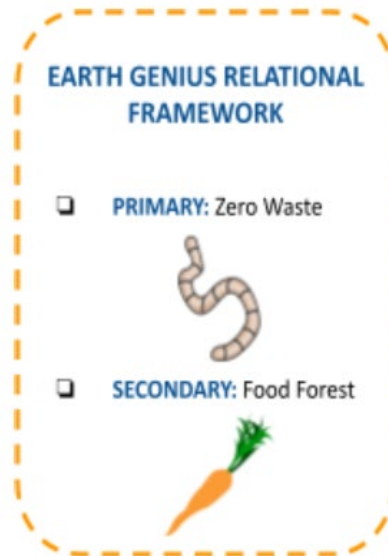 EARTH GENIUS RELATIONAL
FRAMEWORK
❏ PRIMARY: Zero Waste
❏ SECONDARY: Food Forest